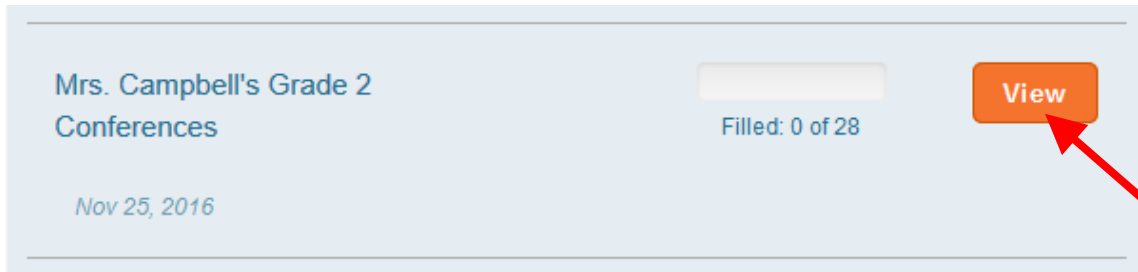 Mrs. Campbell's Grade 2
Conferences
Nov 25, 2016
Filled: 0 of 28
View